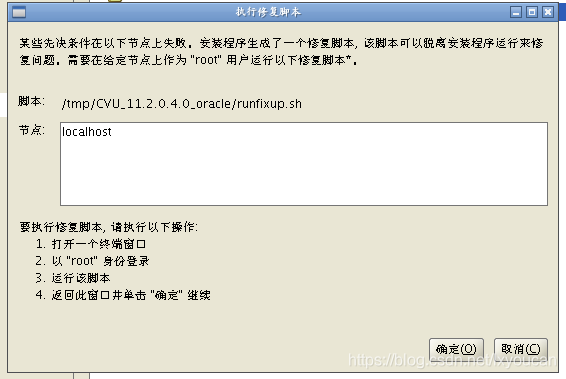 执行修复脚本
某些先决条件在以下节点上失败。安装程序生成了一个修复脚本, 该脚本可以脱离安装程序运行来修
复问题。需要在给定节点上作为 "root" 用户运行以下修复脚本*。
脚本: /tmp/CVU_11.2.0.4.0_oracle/runfixup.sh
节点: localhost
要执行修复脚本, 请执行以下操作:
1. 打开一个终端窗口
2. 以 "root" 身份登录
3. 运行该脚本
4. 返回此窗口并单击 "确定" 继续
确定(O) 取消(C)